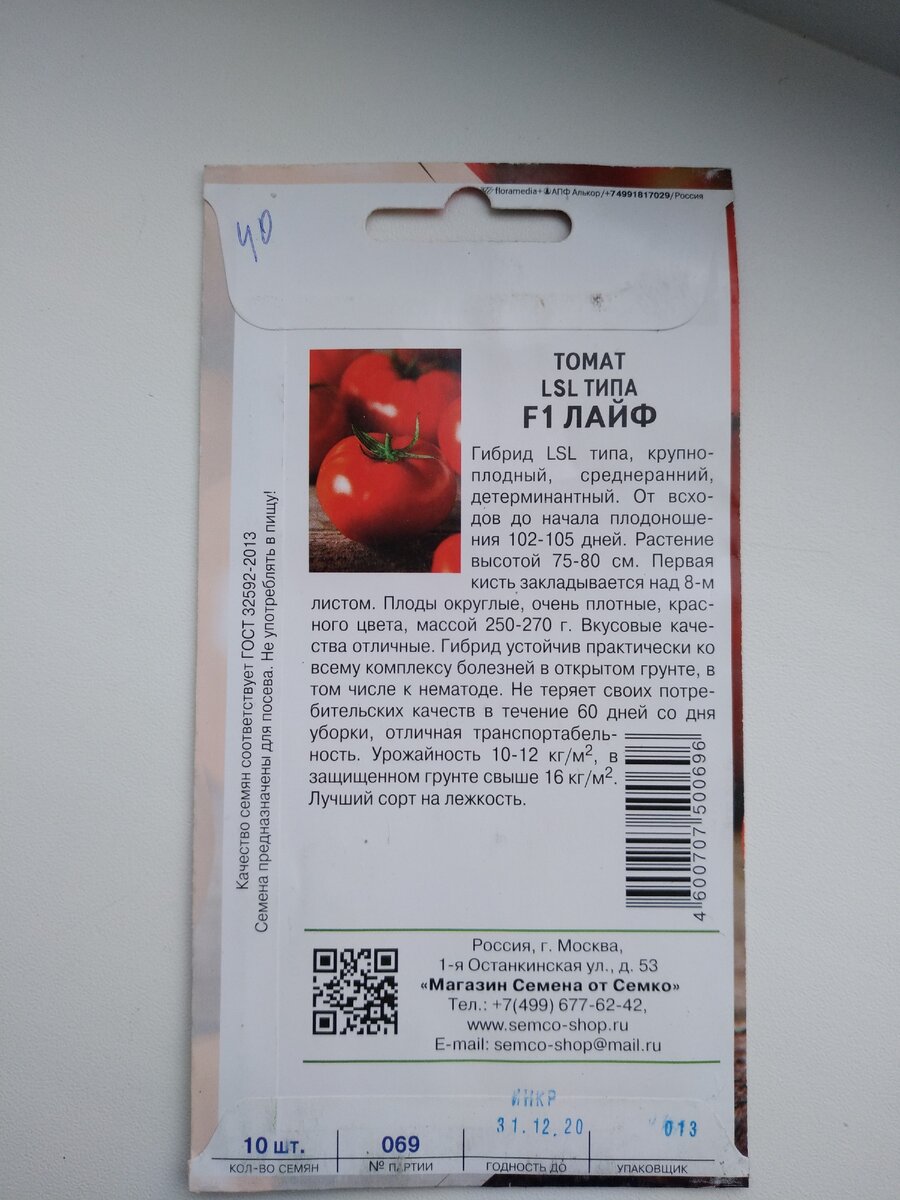 floramedia+ АПФ Алькор/+74991817029/Россия
40
ТОМАТ
LSL ТИПА
F1 ЛАЙФ
Гибрид LSL типа, крупно-
плодный, среднеранний,
детерминантный. От всхо-
дов до начала плодоноше-
ния 102-105 дней. Растение
высотой 75-80 см. Первая
кисть закладывается над 8-м
листом. Плоды округлые, очень плотные, крас-
ного цвета, массой 250-270 г. Вкусовые каче-
ства отличные. Гибрид устойчив практически ко
всему комплексу болезней в открытом грунте, в
том числе к нематоде. Не теряет своих потре-
бительских качеств в течение 60 дней со дня
уборки, отличная транспортабель-
ность. Урожайность 10-12 кг/м², в
защищенном грунте свыше 16 кг/м².
Лучший сорт на лежкость.
4 600707 500696
Качество семян соответствует ГОСТ 32592-2013
Семена предназначены для посева. Не употреблять в пищу!
Россия, г. Москва,
1-я Останкинская ул., д. 53
«Магазин Семена от Семко»
Тел.: +7(499) 677-62-42,
www.semco-shop.ru
E-mail: semco-shop@mail.ru
ИНКР
31.12.20 013
10 шт. 069
КОЛ-ВО СЕМЯН № ПАРТИИ ГОДНОСТЬ ДО УПАКОВЩИК